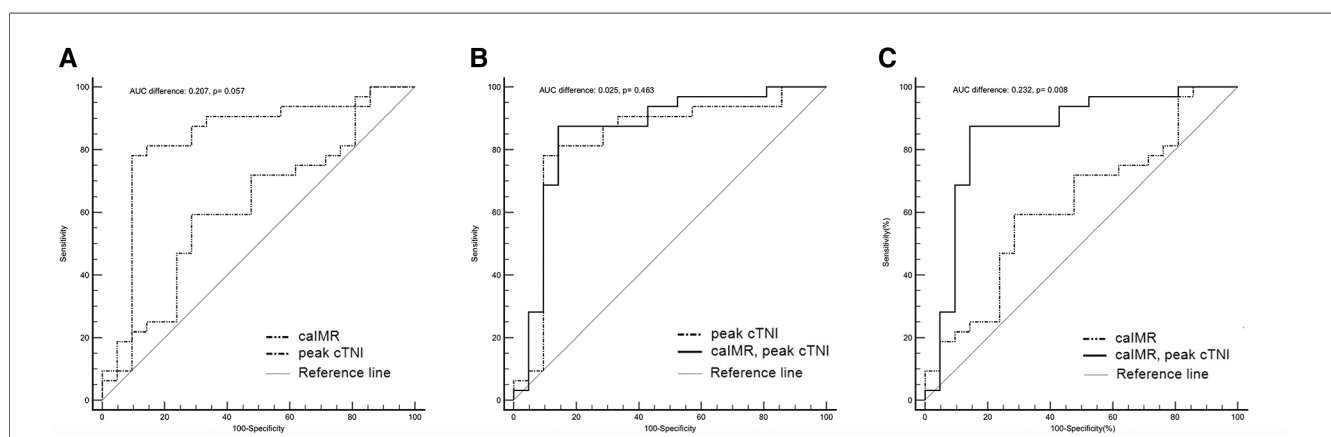 A
AUC difference: 0.207, p= 0.057
100
80
60
40
20
0
Sensitivity
0 20 40 60 80 100
100-Specificity
caIMR
peak cTNI
Reference line
B
AUC difference: 0.025, p= 0.463
100
80
60
40
20
0
Sensitivity
0 20 40 60 80 100
100-Specificity
peak cTNI
caIMR, peak cTNI
Reference line
C
AUC difference: 0.232, p= 0.008
100
80
60
40
20
0
Sensitivity(%)
0 20 40 60 80 100
100-Specificity(%)
caIMR
caIMR, peak cTNI
Reference line